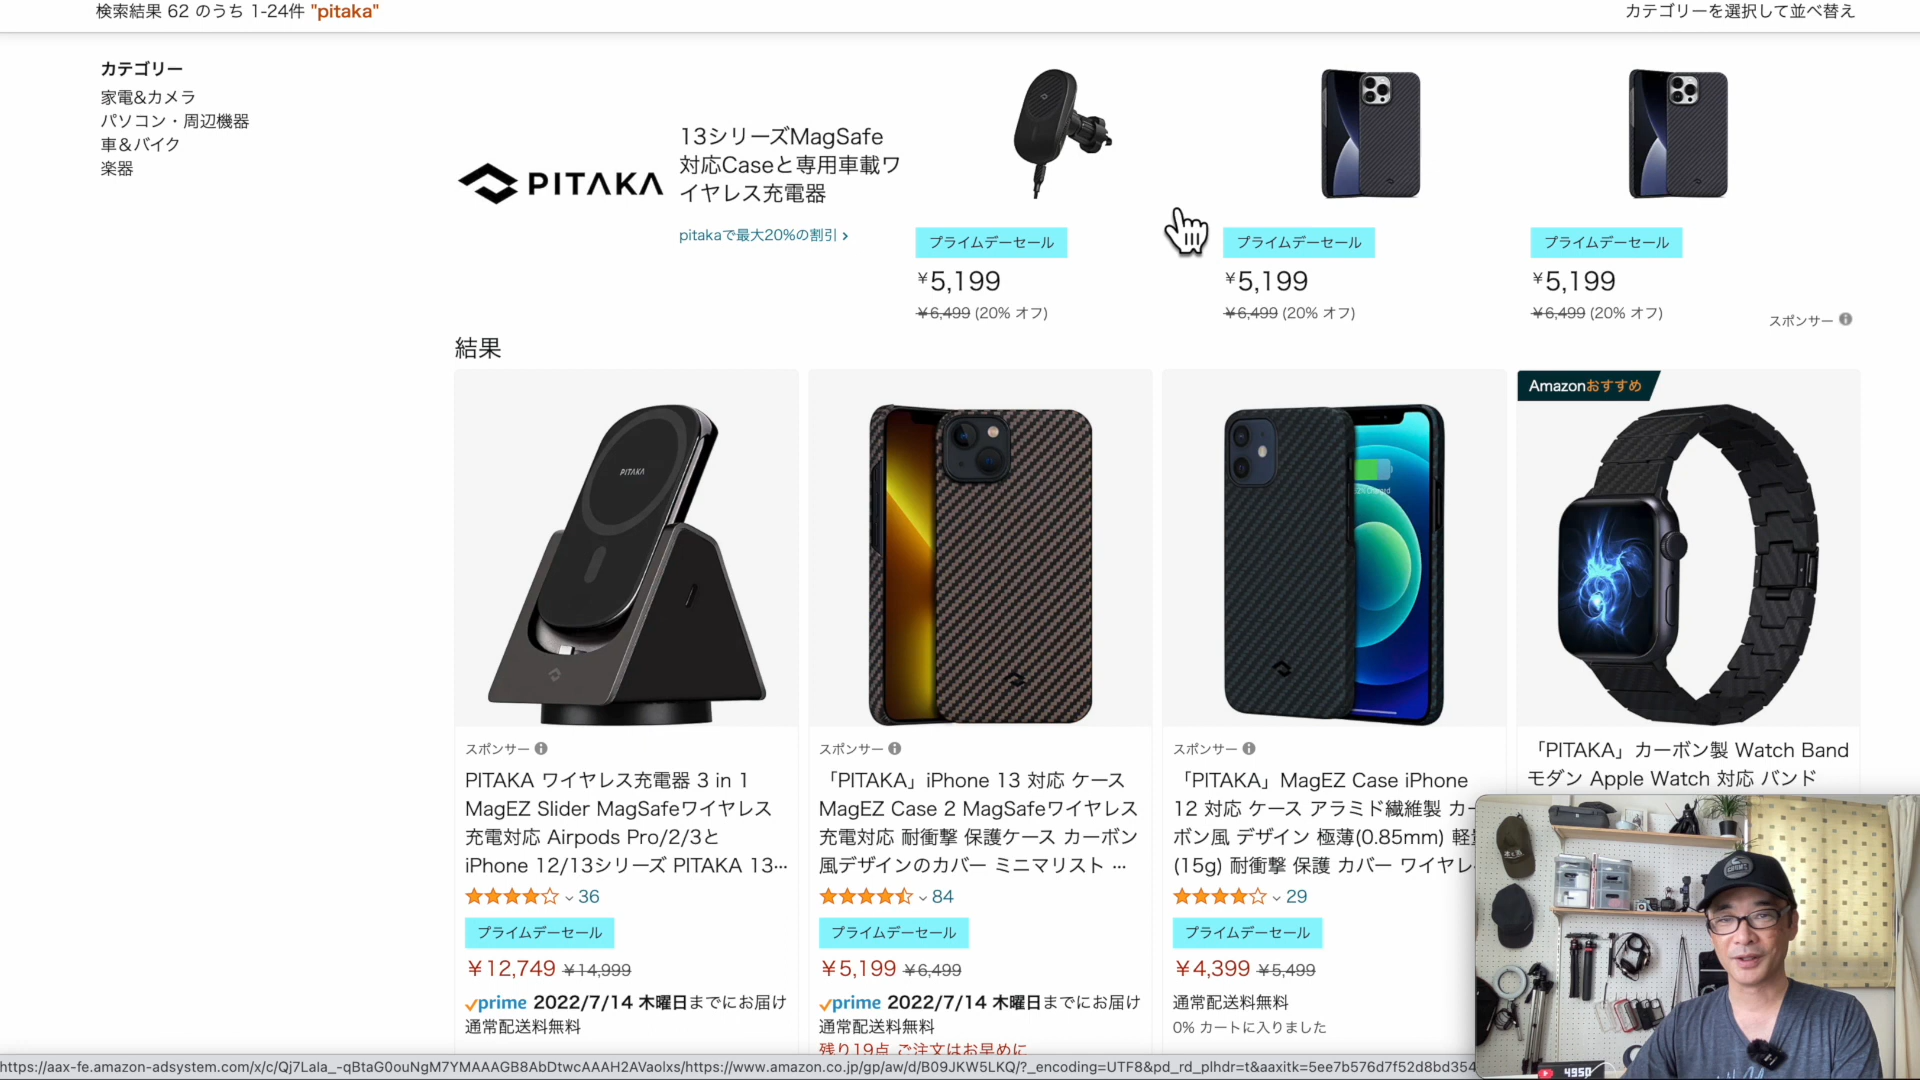 検索結果 62 のうち 1-24件 "pitaka"
カテゴリーを選択して並べ替え
カテゴリー
家電&カメラ
パソコン・周辺機器
車＆バイク
楽器
PITAKA
13シリーズMagSafe
対応Caseと専用車載ワ
イヤレス充電器
pitakaで最大20%の割引 ›
プライムデーセール
¥5,199
¥6,499 (20% オフ)
プライムデーセール
¥5,199
¥6,499 (20% オフ)
プライムデーセール
¥5,199
¥6,499 (20% オフ)
スポンサー
結果
PITAKA
スポンサー
PITAKA ワイヤレス充電器 3 in 1
MagEZ Slider MagSafeワイヤレス
充電対応 Airpods Pro/2/3と
iPhone 12/13シリーズ PITAKA 13…
36
プライムデーセール
￥12,749 ￥14,999
prime 2022/7/14 木曜日までにお届け
通常配送料無料
スポンサー
「PITAKA」iPhone 13 対応 ケース
MagEZ Case 2 MagSafeワイヤレス
充電対応 耐衝撃 保護ケース カーボン
風デザインのカバー ミニマリスト …
84
プライムデーセール
￥5,199 ￥6,499
prime 2022/7/14 木曜日までにお届け
通常配送料無料
残り19点 ご注文はお早めに
スポンサー
「PITAKA」MagEZ Case iPhone
12 対応 ケース アラミド繊維製 カー
ボン風 デザイン 極薄(0.85mm) 軽
(15g) 耐衝撃 保護 カバー ワイヤレ
29
プライムデーセール
￥4,399 ￥5,499
通常配送料無料
0% カートに入りました
Amazonおすすめ
「PITAKA」カーボン製 Watch Band
モダン Apple Watch 対応 バンド
4950
https://aax-fe.amazon-adsystem.com/x/c/Qj7Lala_-qBtaG0ouNgM7YMAAAGB8AbDtwcAAAH2AVaolxs/https://www.amazon.co.jp/gp/aw/d/B09JKW5LKQ/?_encoding=UTF8&pd_rd_plhdr=t&aaxitk=5ee7b576d7f52d8bd354